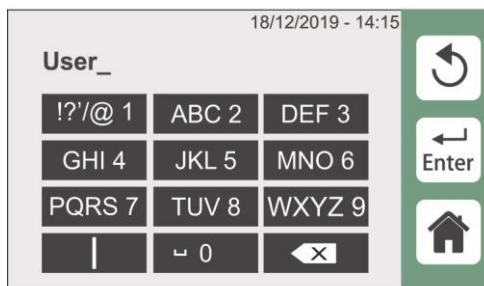 18/12/2019 - 14:15
User_
!?'/@ 1 ABC 2 DEF 3
GHI 4 JKL 5 MNO 6
Enter
PQRS 7 TUV 8 WXYZ 9
| ⎵ 0 X